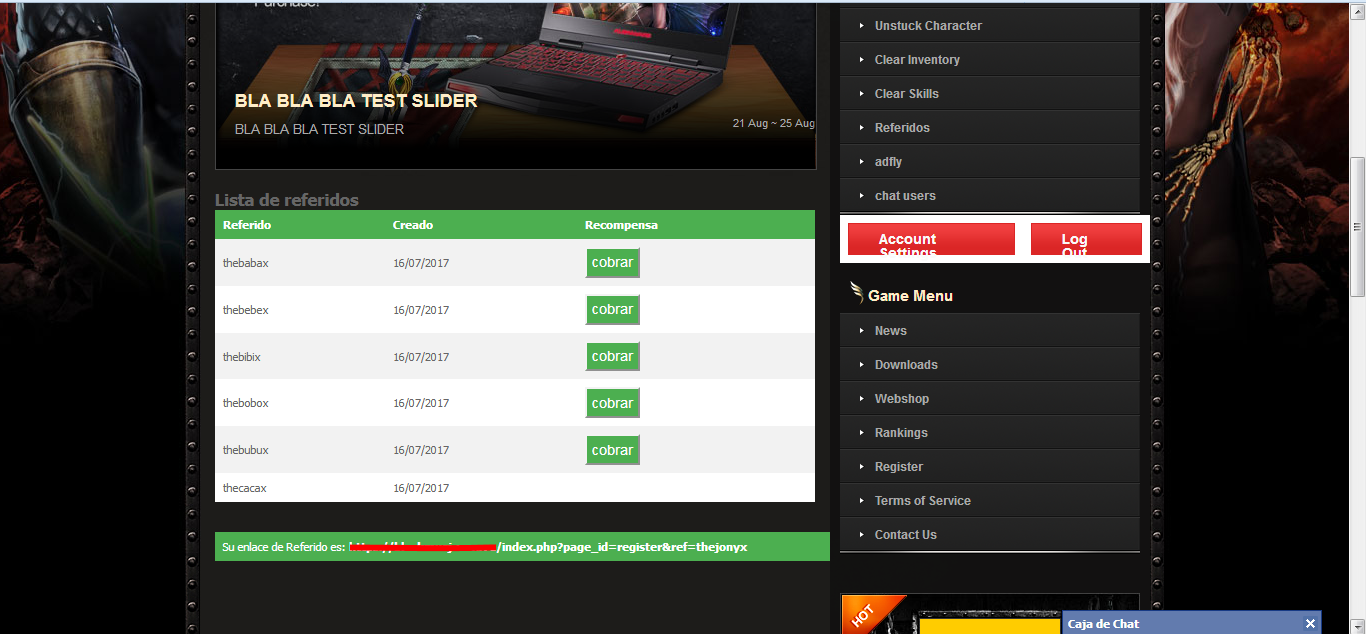 BLA BLA BLA TEST SLIDER
BLA BLA BLA TEST SLIDER
21 Aug ~ 25 Aug
Lista de referidos
Referido Creado Recompensa
thebabax 16/07/2017 cobrar
thebebex 16/07/2017 cobrar
thebibix 16/07/2017 cobrar
thebobox 16/07/2017 cobrar
thebubux 16/07/2017 cobrar
thecacax 16/07/2017
Su enlace de Referido es: /index.php?page_id=register&ref=thejonyx
Unstuck Character
Clear Inventory
Clear Skills
Referidos
adfly
chat users
Account
Settings
Log
Out
Game Menu
News
Downloads
Webshop
Rankings
Register
Terms of Service
Contact Us
HOT
Caja de Chat